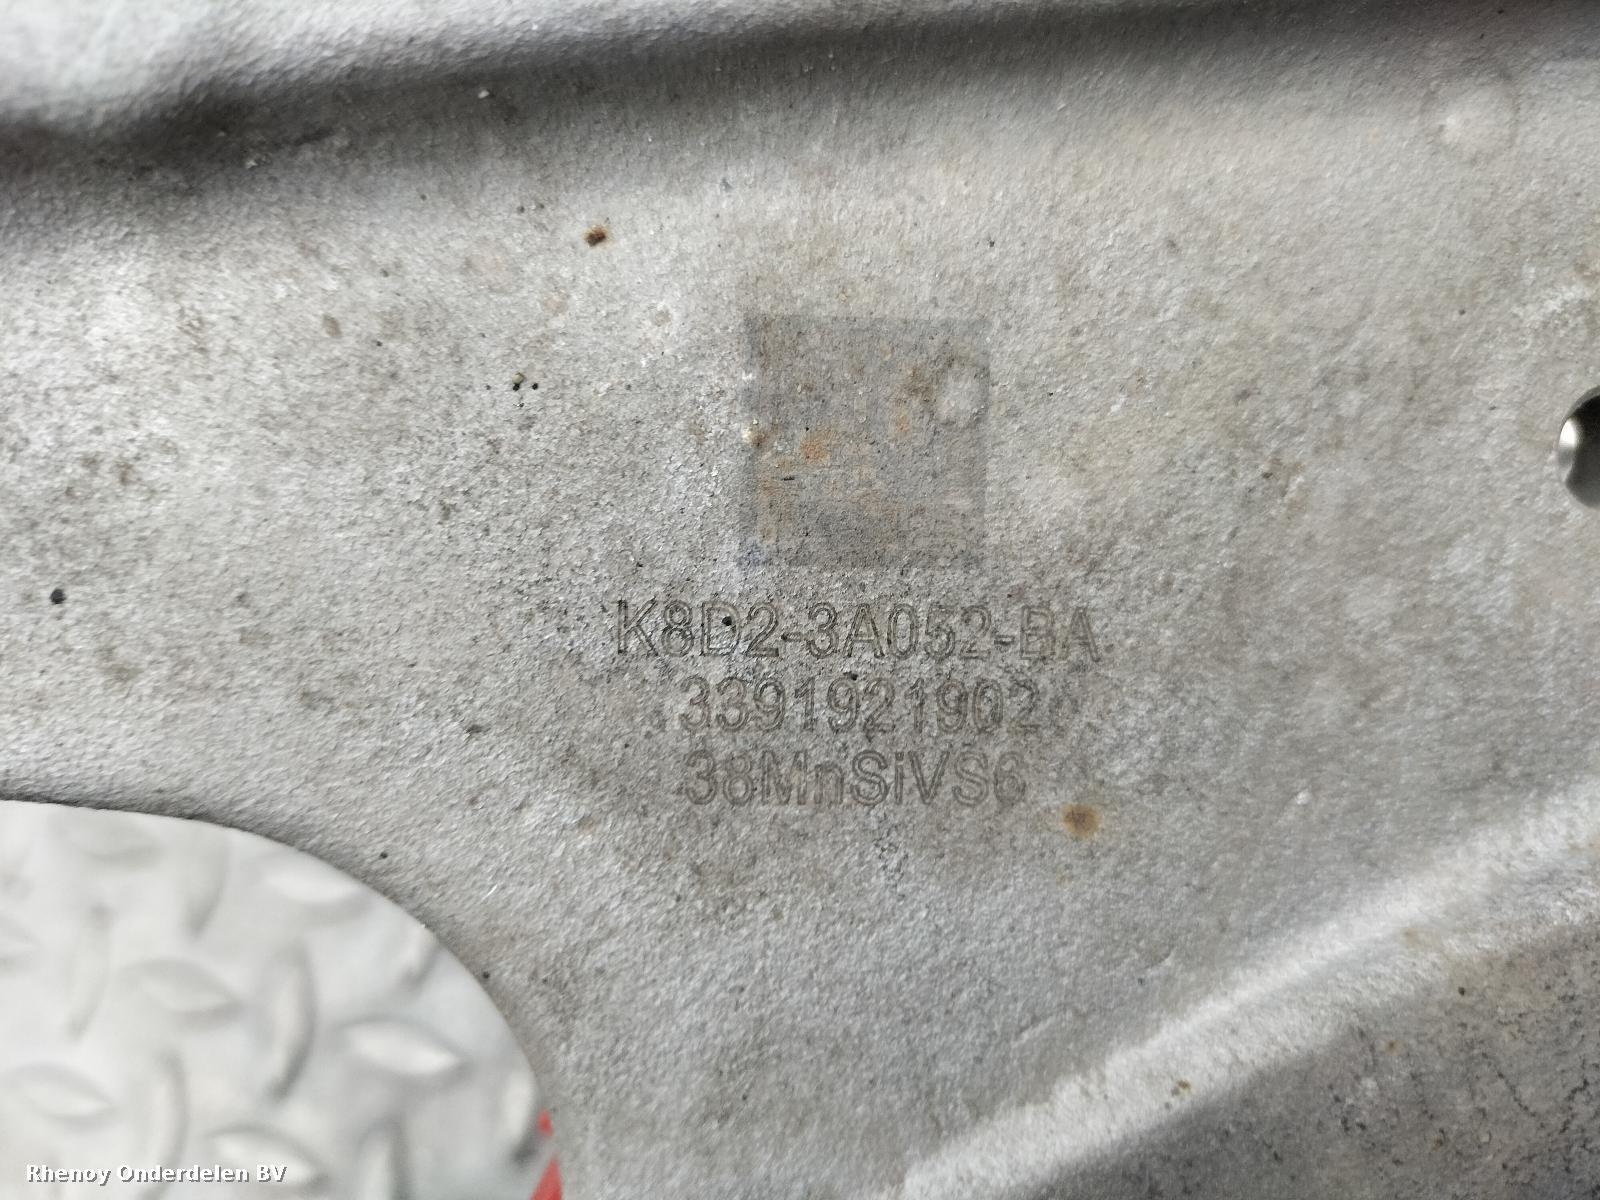 K8D2-3A052-BA
3391921902
38MnSiVS6
Rhenoy Onderdelen BV